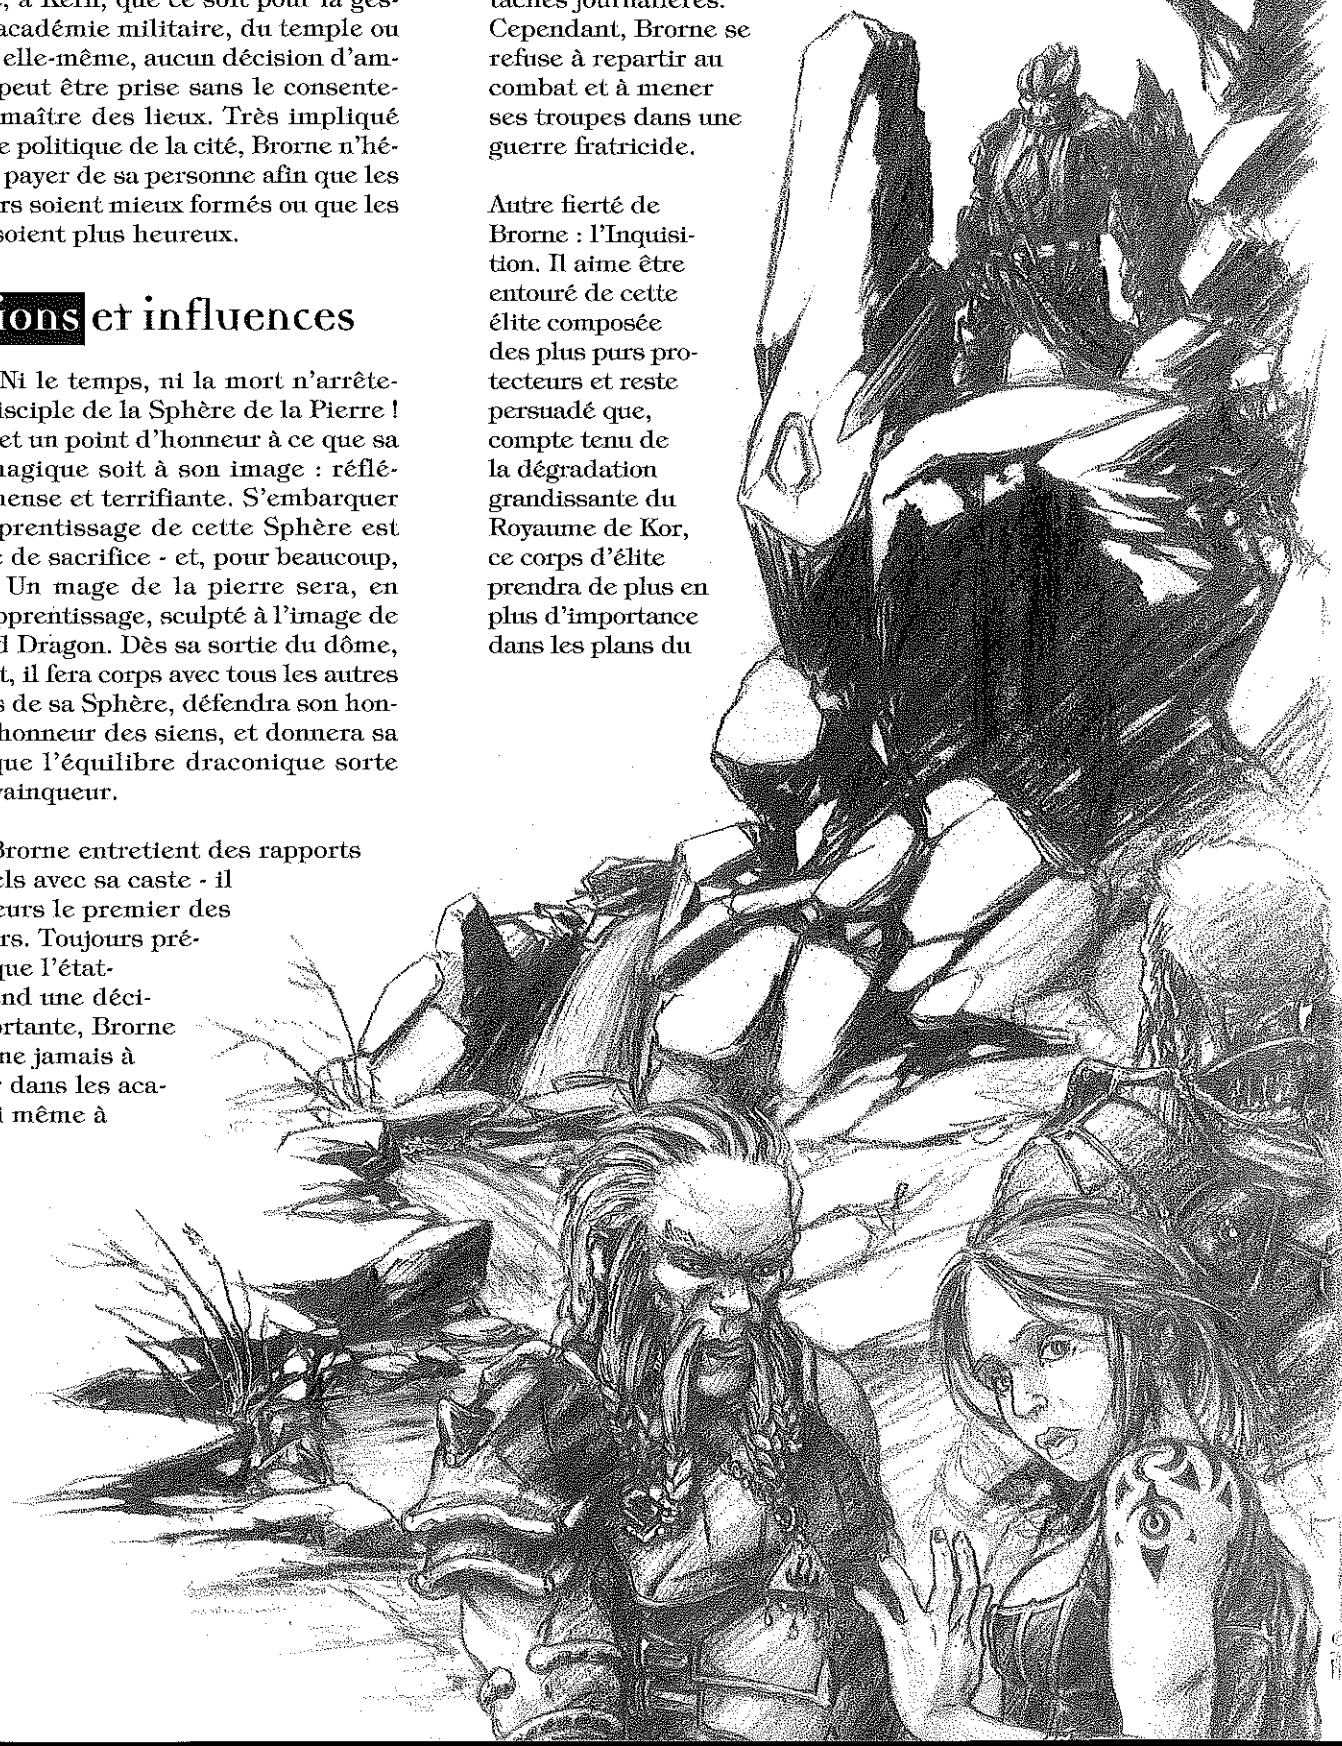 à Kern, que ce soit pour la ges-
académie militaire, du temple ou
elle-même, aucun décision d'am-
peut être prise sans le consente-
maître des lieux. Très impliqué
politique de la cité, Brorne n'hé-
payer de sa personne afin que les
rs soient mieux formés ou que les
soient plus heureux.
ions et influences
Ni le temps, ni la mort n'arrête-
isciple de la Sphère de la Pierre !
et un point d'honneur à ce que sa
agique soit à son image : réflé-
ense et terrifiante. S'embarquer
prentissage de cette Sphère est
de sacrifice - et, pour beaucoup,
Un mage de la pierre sera, en
pprentissage, sculpté à l'image de
d Dragon. Dès sa sortie du dôme,
t, il fera corps avec tous les autres
s de sa Sphère, défendra son hon-
honneur des siens, et donnera sa
que l'équilibre draconique sorte
vainqueur.
Brorne entretient des rapports
els avec sa caste - il
eurs le premier des
rs. Toujours pré-
que l'état-
nd une déci-
ortante, Brorne
ne jamais à
dans les aca-
i même à
tâches journalières.
Cependant, Brorne se
refuse à repartir au
combat et à mener
ses troupes dans une
guerre fratricide.
Autre fierté de
Brorne : l'Inquisi-
tion. Il aime être
entouré de cette
élite composée
des plus purs pro-
tecteurs et reste
persuadé que,
compte tenu de
la dégradation
grandissante du
Royaume de Kor,
ce corps d'élite
prendra de plus en
plus d'importance
dans les plans du